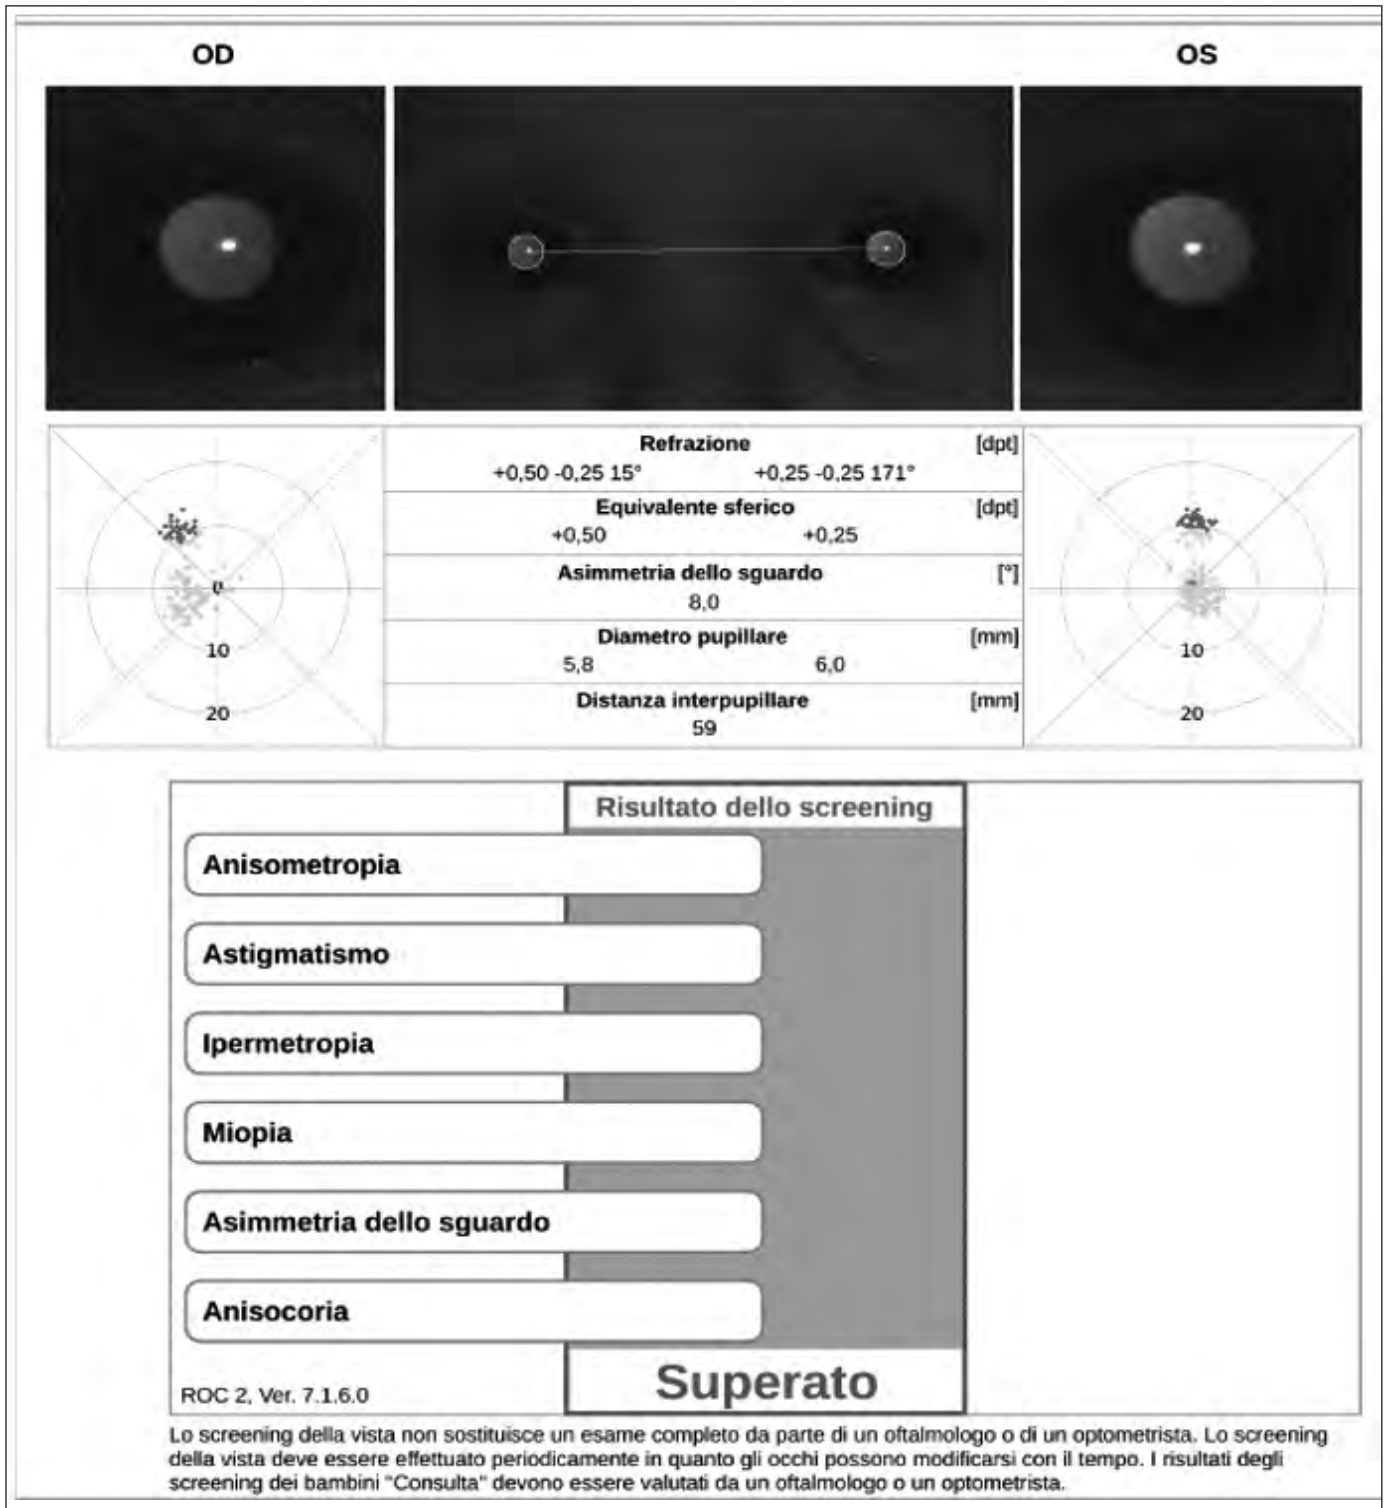 OD
OS
Refrazione [dpt]
+0,50 -0,25 15° +0,25 -0,25 171°
Equivalente sferico [dpt]
+0,50 +0,25
Asimmetria dello sguardo [°]
8,0
Diametro pupillare [mm]
5,8 6,0
Distanza interpupillare [mm]
59
0
10
20
10
20
Risultato dello screening
Anisometropia
Astigmatismo
Ipermetropia
Miopia
Asimmetria dello sguardo
Anisocoria
ROC 2, Ver. 7.1.6.0
Superato
Lo screening della vista non sostituisce un esame completo da parte di un oftalmologo o di un optometrista. Lo screening
della vista deve essere effettuato periodicamente in quanto gli occhi possono modificarsi con il tempo. I risultati degli
screening dei bambini "Consulta" devono essere valutati da un oftalmologo o un optometrista.